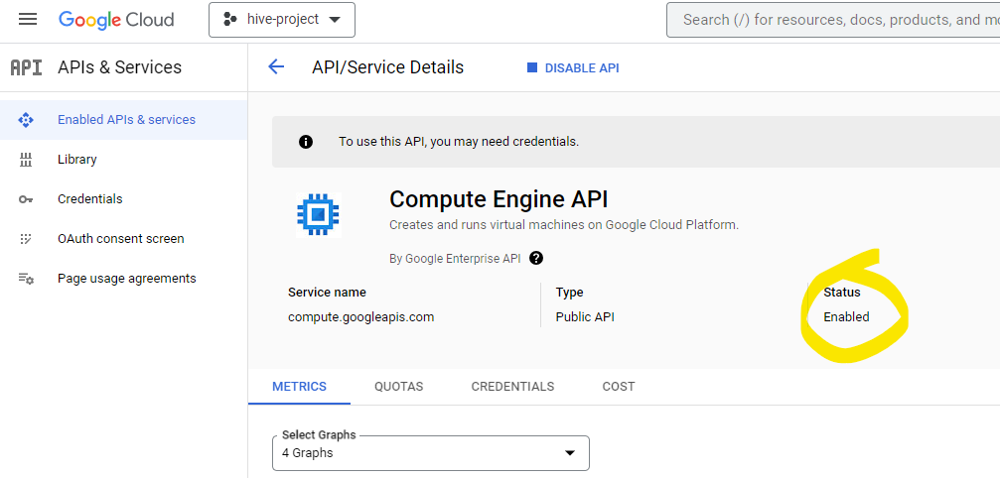 Google Cloud
hive-project
Search (/) for resources, docs, products, and mo
API APIs & Services
API/Service Details
DISABLE API
Enabled APIs & services
Library
Credentials
OAuth consent screen
Page usage agreements
To use this API, you may need credentials.
Compute Engine API
Creates and runs virtual machines on Google Cloud Platform.
By Google Enterprise API ?
Service name
compute.googleapis.com
Type
Public API
Status
Enabled
METRICS QUOTAS CREDENTIALS COST
Select Graphs
4 Graphs